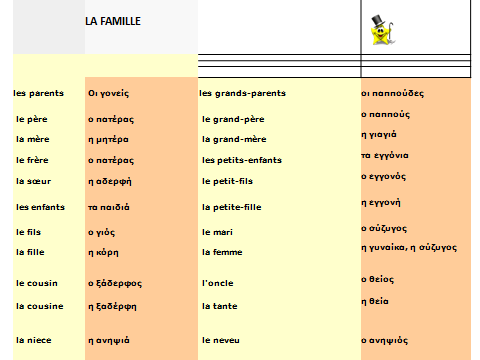 LA FAMILLE
les parents Οι γονείς les grands-parents οι παππούδες
le père ο πατέρας le grand-père ο παππούς
la mère η μητέρα la grand-mère η γιαγιά
le frère ο πατέρας les petits-enfants τα εγγόνια
la sœur η αδερφή le petit-fils ο εγγονός
les enfants τα παιδιά la petite-fille η εγγονή
le fils ο γιός le mari ο σύζυγος
la fille η κόρη la femme η γυναίκα, η σύζυγος
le cousin ο ξάδερφος l'oncle ο θείος
la cousine η ξαδέρφη la tante η θεία
la niece η ανηψιά le neveu ο ανηψιός